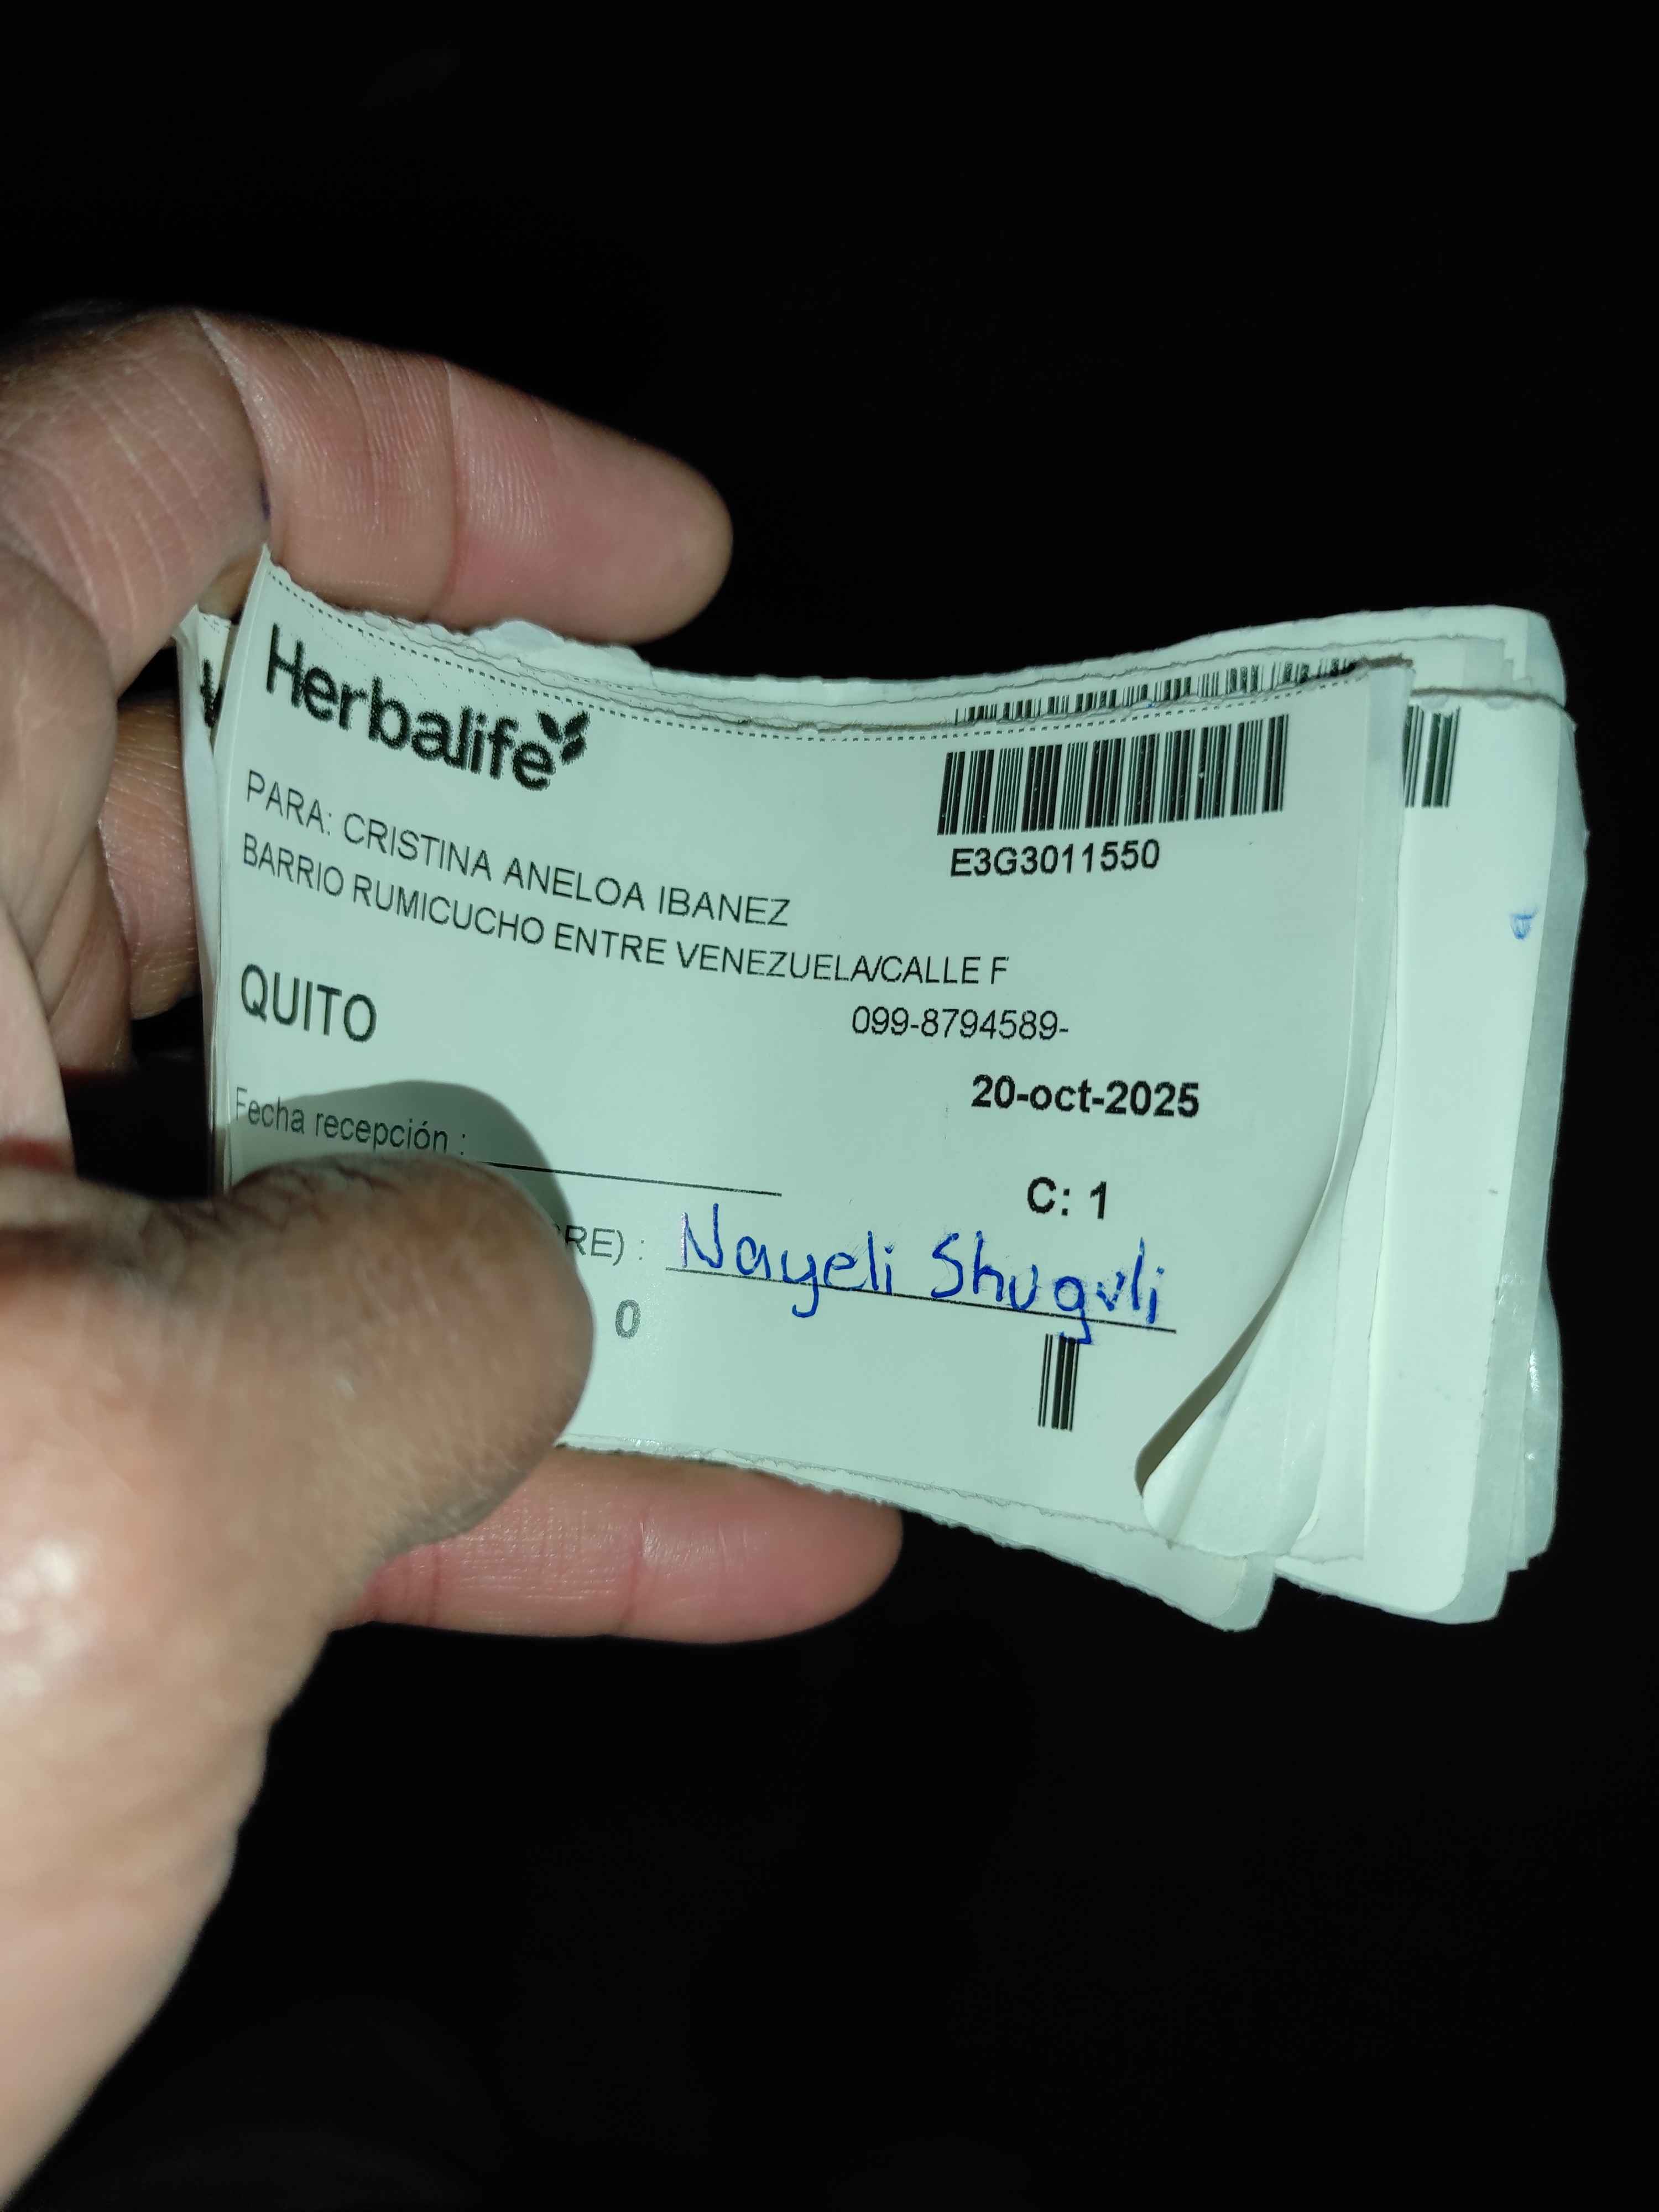 Herbalife
E3G3011550
PARA: CRISTINA ANELOA IBANEZ
BARRIO RUMICUCHO ENTRE VENEZUELA/CALLE F
099-8794589-
QUITO
20-oct-2025
Fecha recepción :
C: 1
RE) : Nayeli Shuguli
0